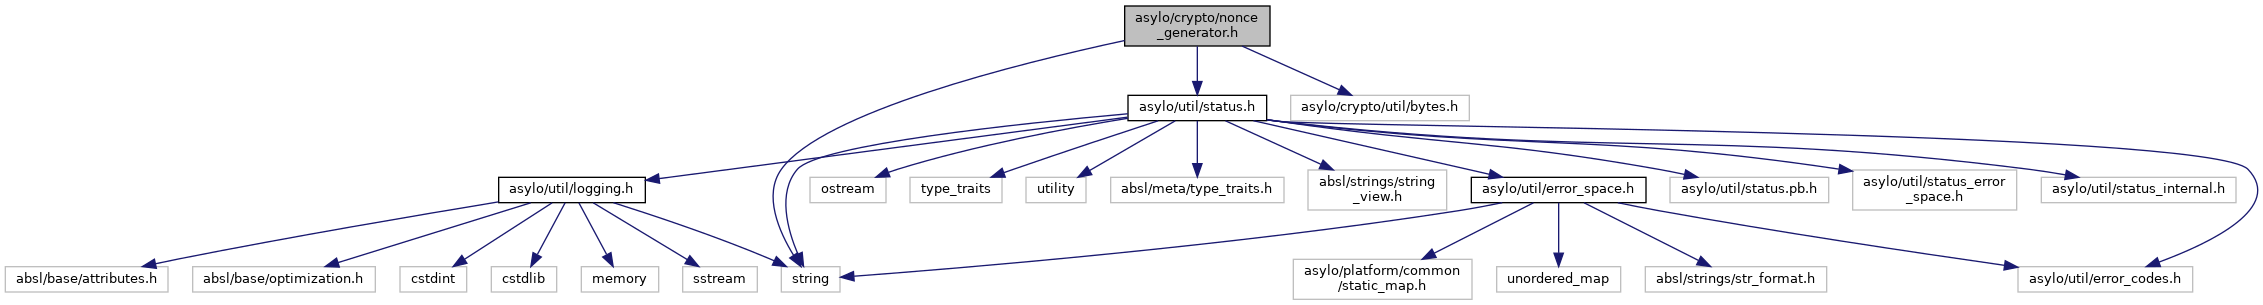 asylo/crypto/nonce
_generator.h
asylo/util/status.h
asylo/crypto/util/bytes.h
asylo/util/logging.h
ostream
type_traits
utility
absl/meta/type_traits.h
absl/strings/string
_view.h
asylo/util/error_space.h
asylo/util/status.pb.h
asylo/util/status_error
_space.h
asylo/util/status_internal.h
absl/base/attributes.h
absl/base/optimization.h
cstdint
cstdlib
memory
sstream
string
asylo/platform/common
/static_map.h
unordered_map
absl/strings/str_format.h
asylo/util/error_codes.h